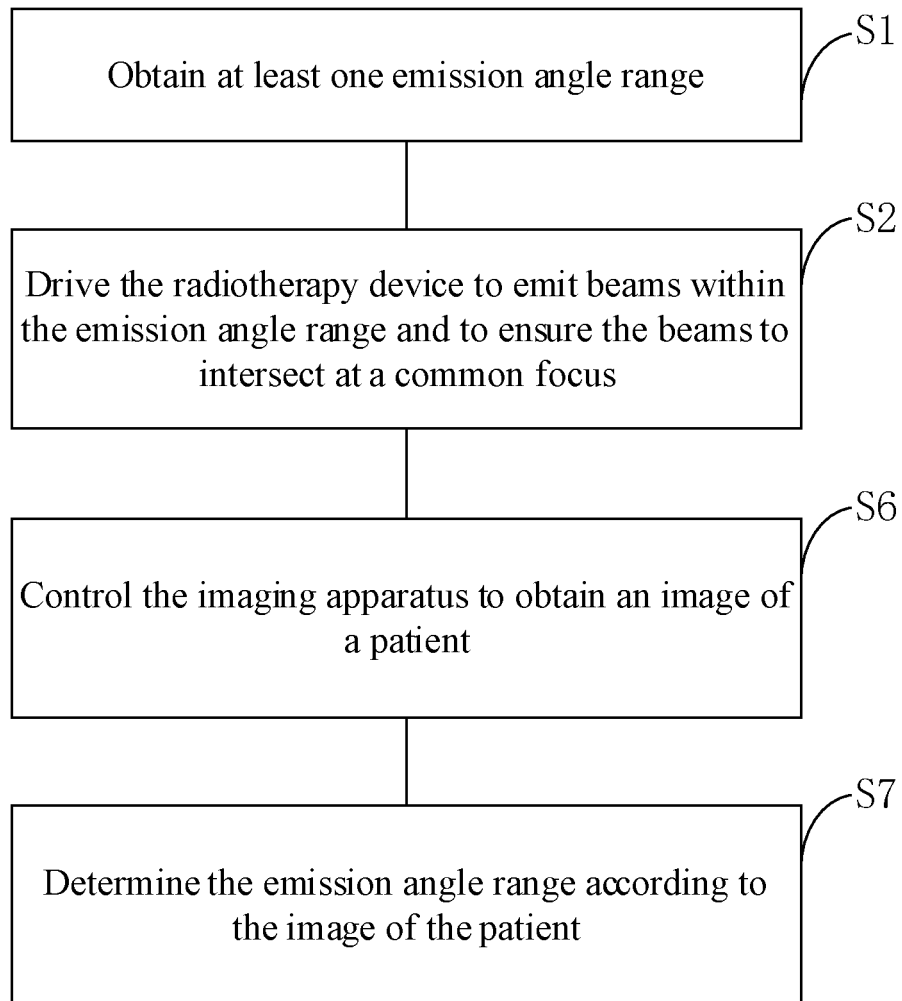 S1
Obtain at least one emission angle range
S2
Drive the radiotherapy device to emit beams within
the emission angle range and to ensure the beams to
intersect at a common focus
S6
Control the imaging apparatus to obtain an image of
a patient
S7
Determine the emission angle range according to
the image of the patient